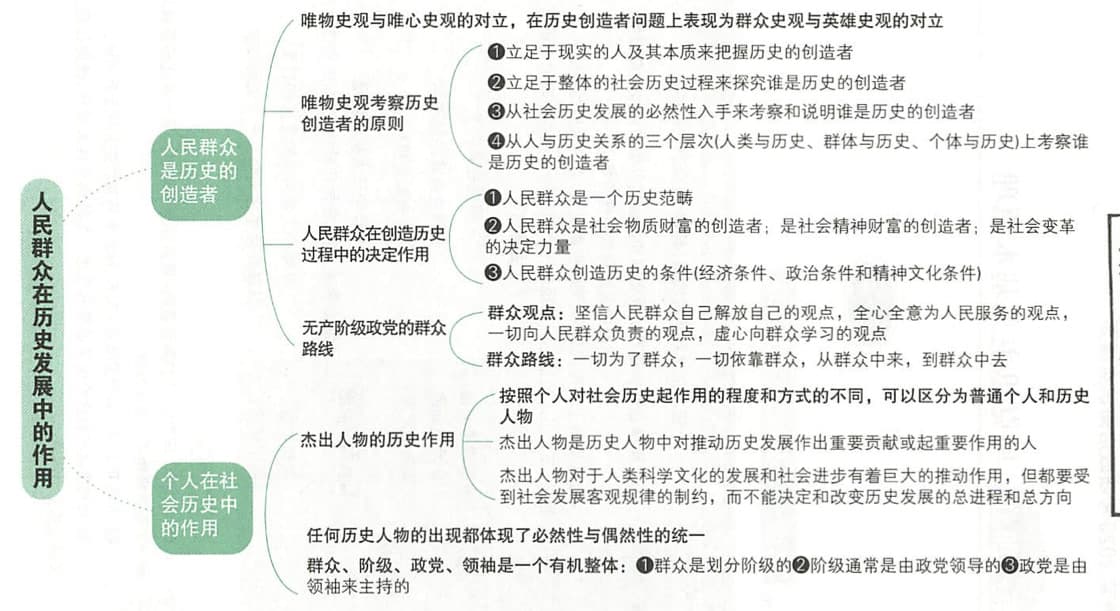 人民群众在历史发展中的作用
人民群众
是历史的
创造者
唯物史观与唯心史观的对立，在历史创造者问题上表现为群众史观与英雄史观的对立
唯物史观考察历史
创造者的原则
❶立足于现实的人及其本质来把握历史的创造者
❷立足于整体的社会历史过程来探究谁是历史的创造者
❸从社会历史发展的必然性入手来考察和说明谁是历史的创造者
❹从人与历史关系的三个层次(人类与历史、群体与历史、个体与历史)上考察谁
是历史的创造者
人民群众在创造历史
过程中的决定作用
❶人民群众是一个历史范畴
❷人民群众是社会物质财富的创造者；是社会精神财富的创造者；是社会变革
的决定力量
❸人民群众创造历史的条件(经济条件、政治条件和精神文化条件)
无产阶级政党的群众
路线
群众观点：坚信人民群众自己解放自己的观点，全心全意为人民服务的观点，
一切向人民群众负责的观点，虚心向群众学习的观点
群众路线：一切为了群众，一切依靠群众，从群众中来，到群众中去
个人在社
会历史中
的作用
杰出人物的历史作用
按照个人对社会历史起作用的程度和方式的不同，可以区分为普通个人和历史
人物
杰出人物是历史人物中对推动历史发展作出重要贡献或起重要作用的人
杰出人物对于人类科学文化的发展和社会进步有着巨大的推动作用，但都要受
到社会发展客观规律的制约，而不能决定和改变历史发展的总进程和总方向
任何历史人物的出现都体现了必然性与偶然性的统一
群众、阶级、政党、领袖是一个有机整体：❶群众是划分阶级的❷阶级通常是由政党领导的❸政党是由
领袖来主持的